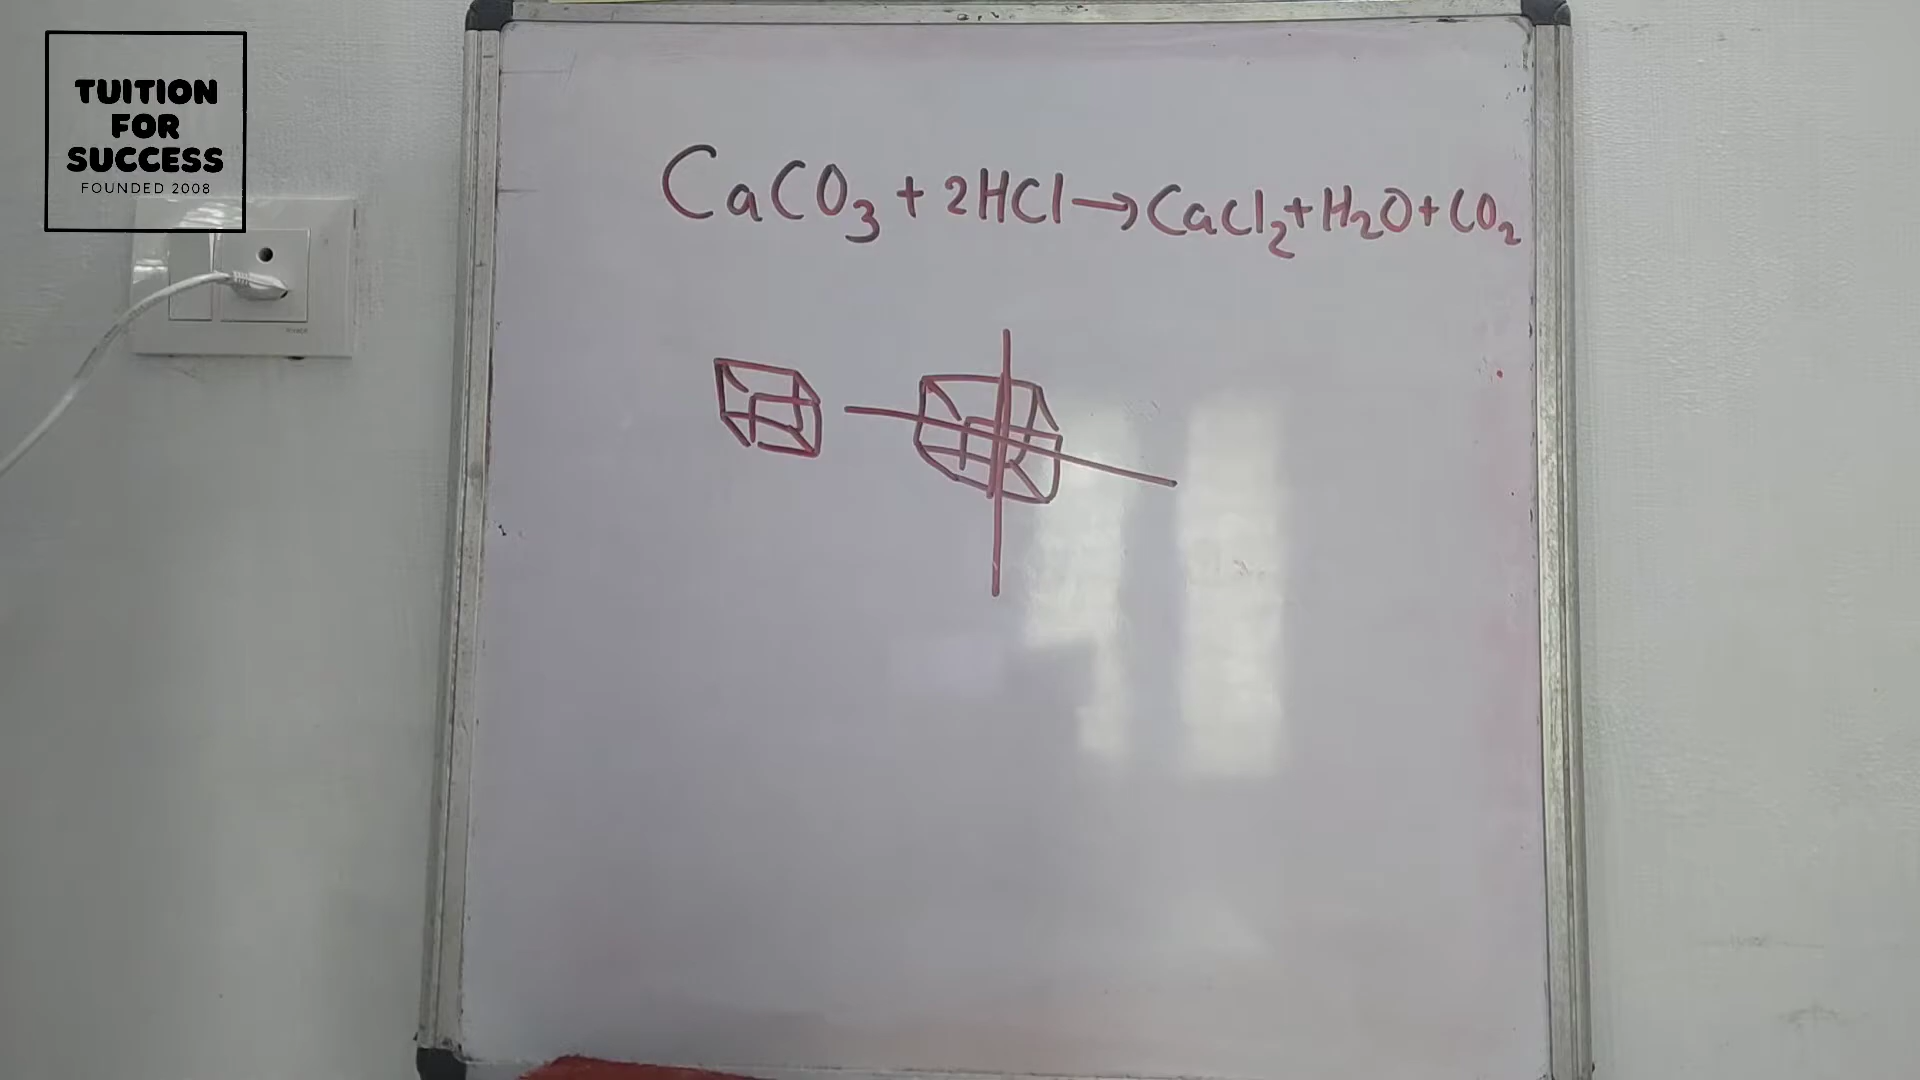 TUITION
FOR
SUCCESS
FOUNDED 2008
CaCO₃ + 2HCl → CaCl₂ + H₂O + CO₂